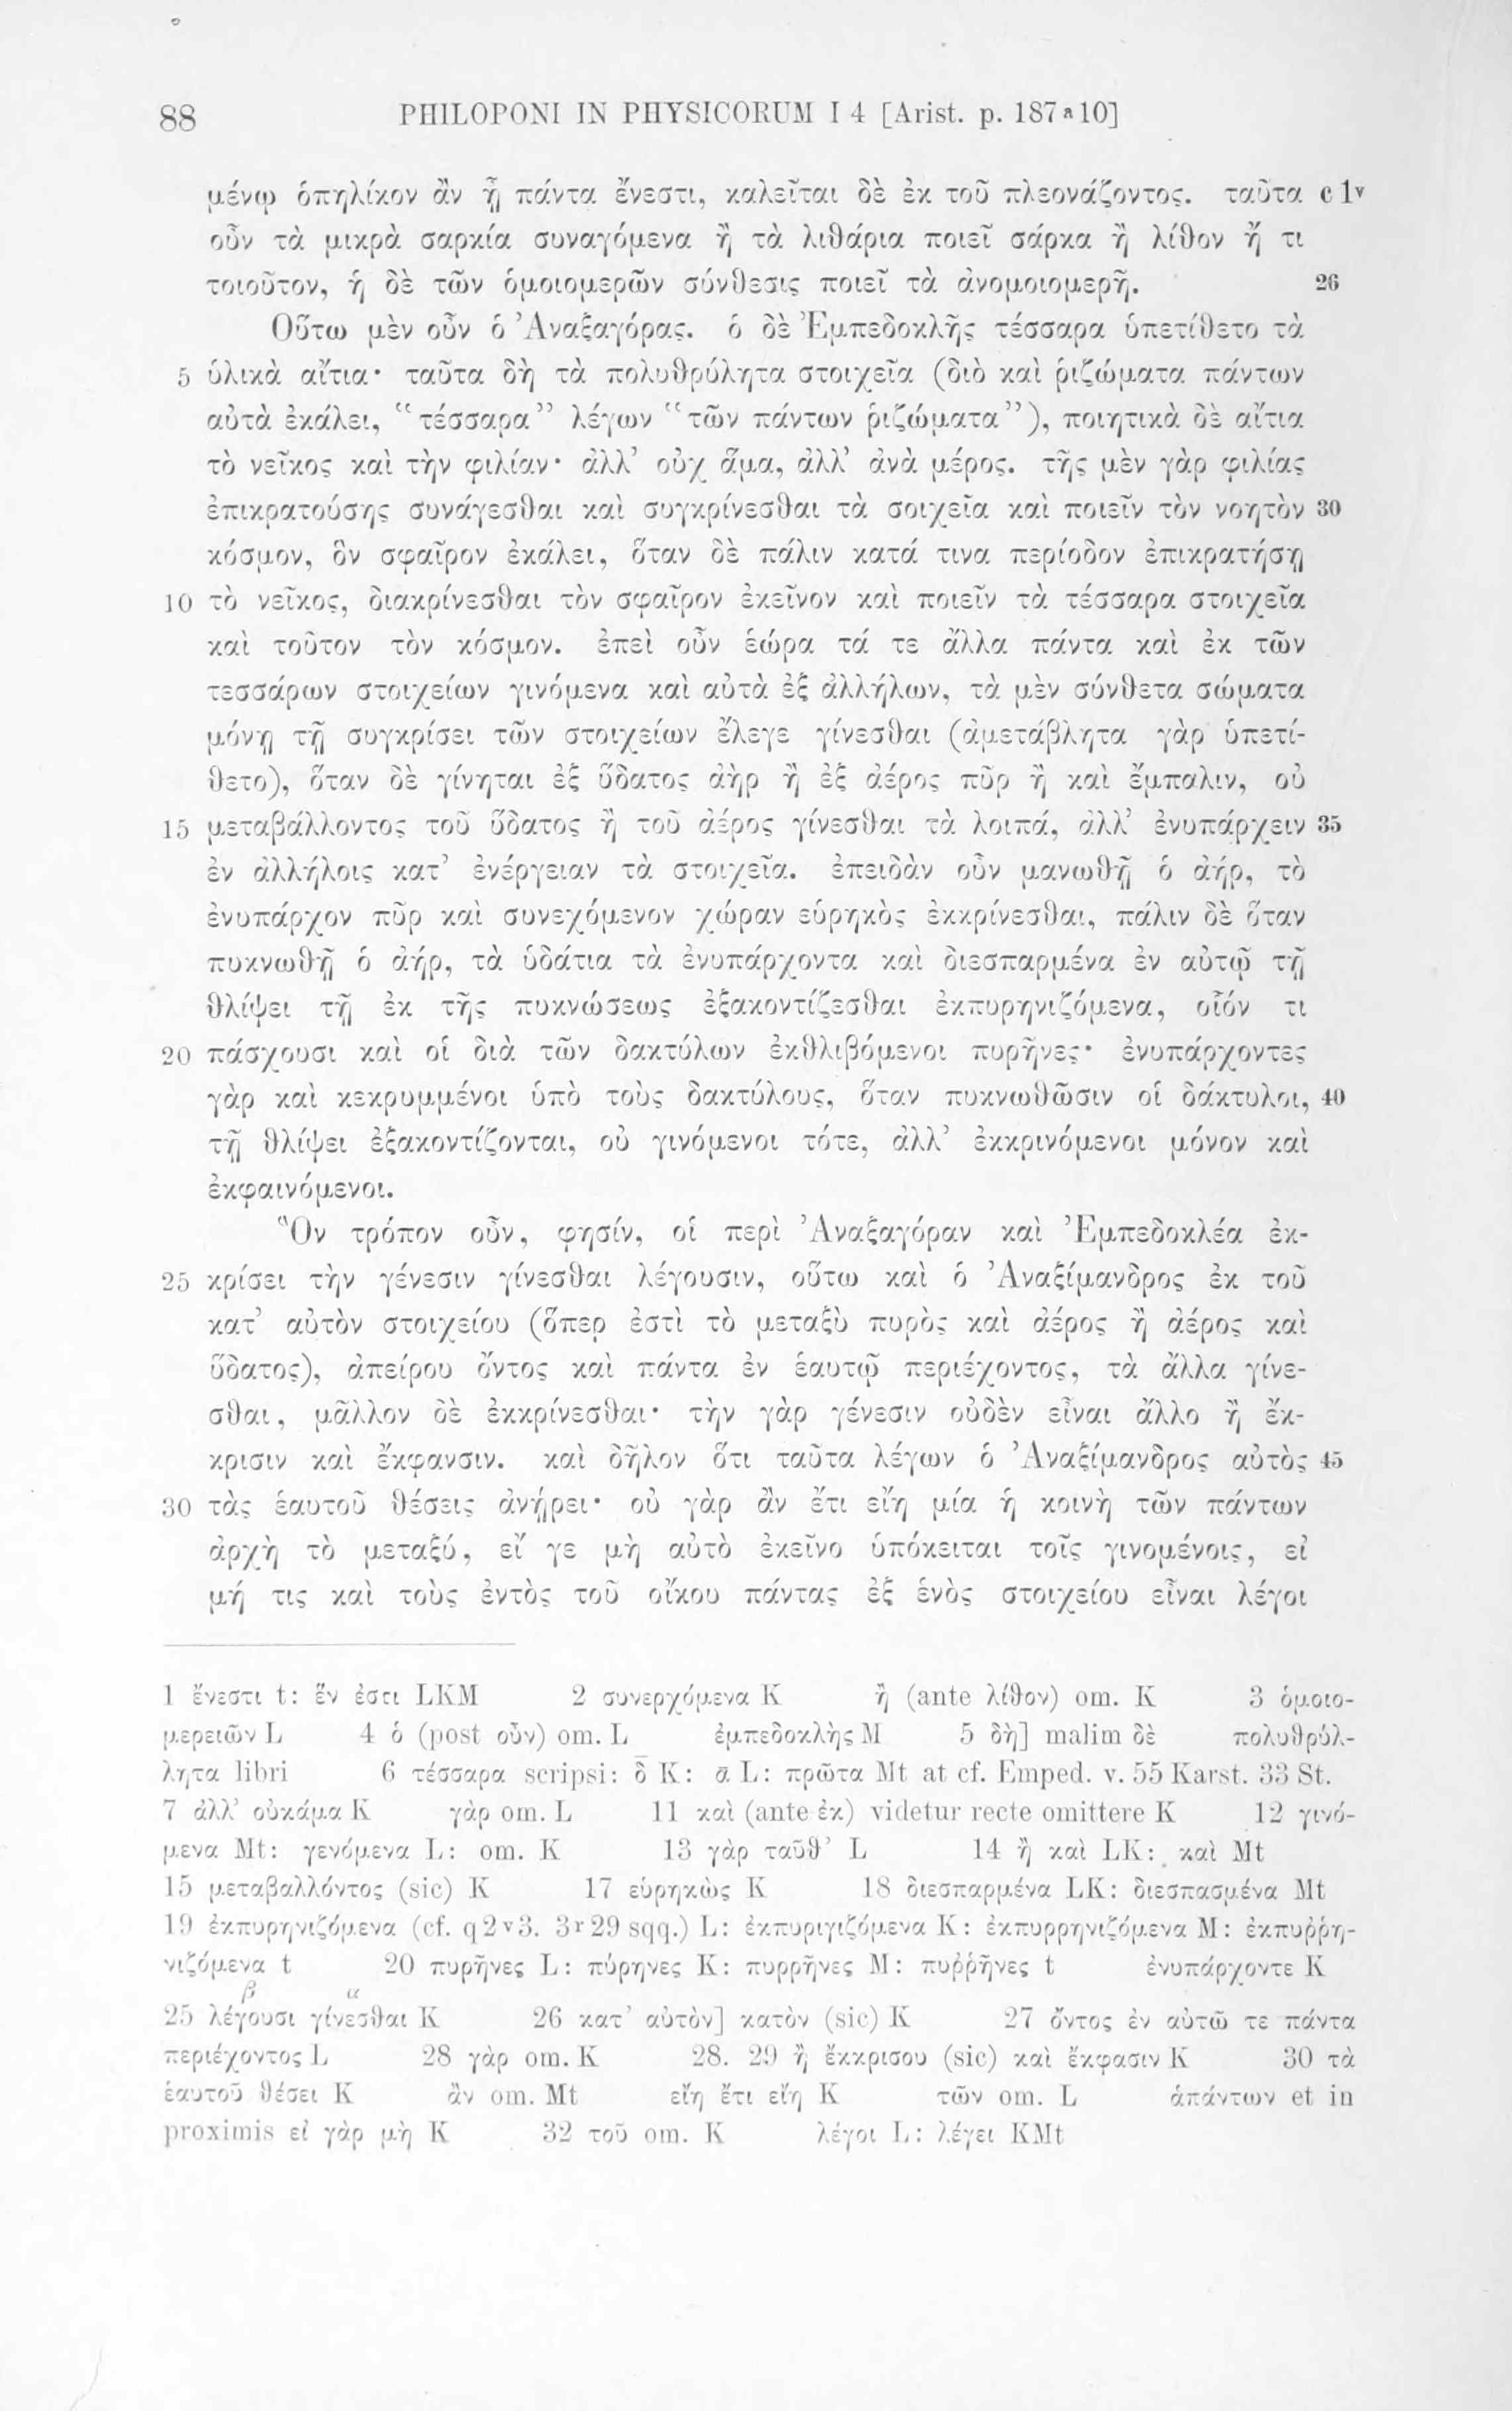 88 PHILOPONI IN PHYSICORUM I 4 [Arist. p. 187ᵃ10]
μένῳ ὁπηλίκον ἂν ᾖ πάντα ἔνεστι, καλεῖται δὲ ἐκ τοῦ πλεονάζοντος. ταῦτα c 1ᵛ
οὖν τὰ μικρὰ σαρκία συναγόμενα ἢ τὰ λιθάρια ποιεῖ σάρκα ἢ λίθον ἤ τι
τοιοῦτον, ἡ δὲ τῶν ὁμοιομερῶν σύνθεσις ποιεῖ τὰ ἀνομοιομερῆ. 26
Οὕτω μὲν οὖν ὁ Ἀναξαγόρας. ὁ δὲ Ἐμπεδοκλῆς τέσσαρα ὑπετίθετο τὰ
5 ὑλικὰ αἴτια· ταῦτα δὴ τὰ πολυθρύλητα στοιχεῖα (διὸ καὶ ῥιζώματα πάντων
αὐτὰ ἐκάλει, “τέσσαρα” λέγων “τῶν πάντων ῥιζώματα”), ποιητικὰ δὲ αἴτια
τὸ νεῖκος καὶ τὴν φιλίαν· ἀλλ’ οὐχ ἅμα, ἀλλ’ ἀνὰ μέρος. τῆς μὲν γὰρ φιλίας
ἐπικρατούσης συνάγεσθαι καὶ συγκρίνεσθαι τὰ σοιχεῖα καὶ ποιεῖν τὸν νοητὸν 30
κόσμον, ὃν σφαῖρον ἐκάλει, ὅταν δὲ πάλιν κατά τινα περίοδον ἐπικρατήσῃ
10 τὸ νεῖκος, διακρίνεσθαι τὸν σφαῖρον ἐκεῖνον καὶ ποιεῖν τὰ τέσσαρα στοιχεῖα
καὶ τοῦτον τὸν κόσμον. ἐπεὶ οὖν ἑώρα τά τε ἄλλα πάντα καὶ ἐκ τῶν
τεσσάρων στοιχείων γινόμενα καὶ αὐτὰ ἐξ ἀλλήλων, τὰ μὲν σύνθετα σώματα
μόνῃ τῇ συγκρίσει τῶν στοιχείων ἔλεγε γίνεσθαι (ἀμετάβλητα γὰρ ὑπετί-
θετο), ὅταν δὲ γίνηται ἐξ ὕδατος ἀὴρ ἢ ἐξ ἀέρος πῦρ ἢ καὶ ἔμπαλιν, οὐ
15 μεταβάλλοντος τοῦ ὕδατος ἢ τοῦ ἀέρος γίνεσθαι τὰ λοιπά, ἀλλ’ ἐνυπάρχειν 35
ἐν ἀλλήλοις κατ’ ἐνέργειαν τὰ στοιχεῖα. ἐπειδὰν οὖν μανωθῇ ὁ ἀήρ, τὸ
ἐνυπάρχον πῦρ καὶ συνεχόμενον χώραν εὑρηκὸς ἐκκρίνεσθαι, πάλιν δὲ ὅταν
πυκνωθῇ ὁ ἀήρ, τὰ ὑδάτια τὰ ἐνυπάρχοντα καὶ διεσπαρμένα ἐν αὐτῷ τῇ
θλίψει τῇ ἐκ τῆς πυκνώσεως ἐξακοντίζεσθαι ἐκπυρηνιζόμενα, οἷόν τι
20 πάσχουσι καὶ οἱ διὰ τῶν δακτύλων ἐκθλιβόμενοι πυρῆνες· ἐνυπάρχοντες
γὰρ καὶ κεκρυμμένοι ὑπὸ τοὺς δακτύλους, ὅταν πυκνωθῶσιν οἱ δάκτυλοι, 40
τῇ θλίψει ἐξακοντίζονται, οὐ γινόμενοι τότε, ἀλλ’ ἐκκρινόμενοι μόνον καὶ
ἐκφαινόμενοι.
Ὃν τρόπον οὖν, φησίν, οἱ περὶ Ἀναξαγόραν καὶ Ἐμπεδοκλέα ἐκ-
25 κρίσει τὴν γένεσιν γίνεσθαι λέγουσιν, οὕτω καὶ ὁ Ἀναξίμανδρος ἐκ τοῦ
κατ’ αὐτὸν στοιχείου (ὅπερ ἐστὶ τὸ μεταξὺ πυρὸς καὶ ἀέρος ἢ ἀέρος καὶ
ὕδατος), ἀπείρου ὄντος καὶ πάντα ἐν ἑαυτῷ περιέχοντος, τὰ ἄλλα γίνε-
σθαι, μᾶλλον δὲ ἐκκρίνεσθαι· τὴν γὰρ γένεσιν οὐδὲν εἶναι ἄλλο ἢ ἔκ-
κρισιν καὶ ἔκφανσιν. καὶ δῆλον ὅτι ταῦτα λέγων ὁ Ἀναξίμανδρος αὐτὸς 45
30 τὰς ἑαυτοῦ θέσεις ἀνῄρει· οὐ γὰρ ἂν ἔτι εἴη μία ἡ κοινὴ τῶν πάντων
ἀρχὴ τὸ μεταξύ, εἴ γε μὴ αὐτὸ ἐκεῖνο ὑπόκειται τοῖς γινομένοις, εἰ
μή τις καὶ τοὺς ἐντὸς τοῦ οἴκου πάντας ἐξ ἑνὸς στοιχείου εἶναι λέγοι
1 ἔνεστι t: ἕν ἐστι LKM 2 συνερχόμενα K ἢ (ante λίθον) om. K 3 ὁμοιο-
μερειῶν L 4 ὁ (post οὖν) om. L ἐμπεδοκλὴς M 5 δὴ] malim δὲ πολυθρύλ-
λητα libri 6 τέσσαρα scripsi: δ̄ K: ᾱ L: πρῶτα Mt at cf. Emped. v. 55 Karst. 33 St.
7 ἀλλ’ οὐκάμα K γὰρ om. L 11 καὶ (ante ἐκ) videtur recte omittere K 12 γινό-
μενα Mt: γενόμενα L: om. K 13 γὰρ ταῦθ’ L 14 ἢ καὶ LK: καὶ Mt
15 μεταβαλλόντος (sic) K 17 εὑρηκὼς K 18 διεσπαρμένα LK: διεσπασμένα Mt
19 ἐκπυρηνιζόμενα (cf. q 2ᵛ3. 3ʳ29 sqq.) L: ἐκπυριγιζόμενα K: ἐκπυρρηνιζόμενα M: ἐκπυῤῥη-
νιζόμενα t 20 πυρῆνες L: πύρηνες K: πυρρῆνες M: πυῤῥῆνες t ἐνυπάρχοντε K
β α
25 λέγουσι γίνεσθαι K 26 κατ’ αὐτὸν] κατὸν (sic) K 27 ὄντος ἐν αὐτῶ τε πάντα
περιέχοντος L 28 γὰρ om. K 28. 29 ἢ ἔκκρισου (sic) καὶ ἔκφασιν K 30 τὰ
ἑαυτοῦ θέσει K ἂν om. Mt εἴη ἔτι εἴη K τῶν om. L ἁπάντων et in
proximis εἰ γὰρ μὴ K 32 τοῦ om. K λέγοι L: λέγει KMt